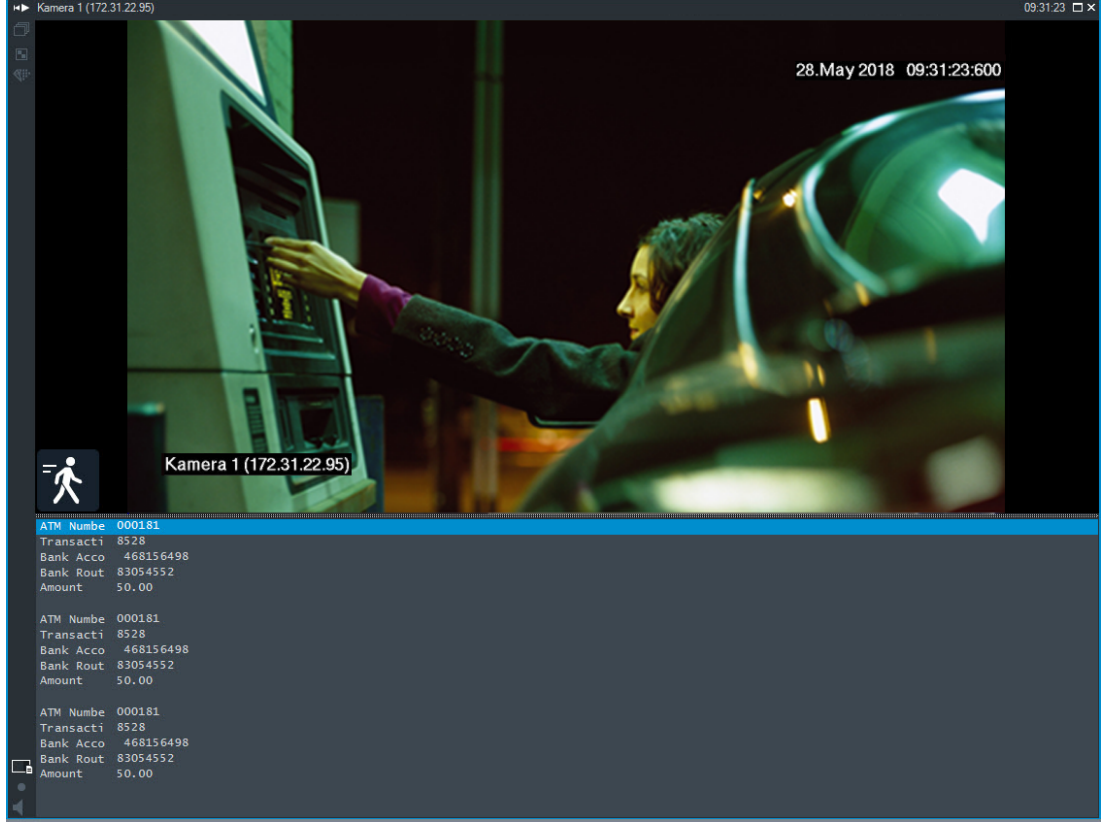 Kamera 1 (172.31.22.95) 09:31:23
28.May 2018 09:31:23:600
Kamera 1 (172.31.22.95)
ATM Numbe 000181
Transacti 8528
Bank Acco 468156498
Bank Rout 83054552
Amount 50.00
ATM Numbe 000181
Transacti 8528
Bank Acco 468156498
Bank Rout 83054552
Amount 50.00
ATM Numbe 000181
Transacti 8528
Bank Acco 468156498
Bank Rout 83054552
Amount 50.00